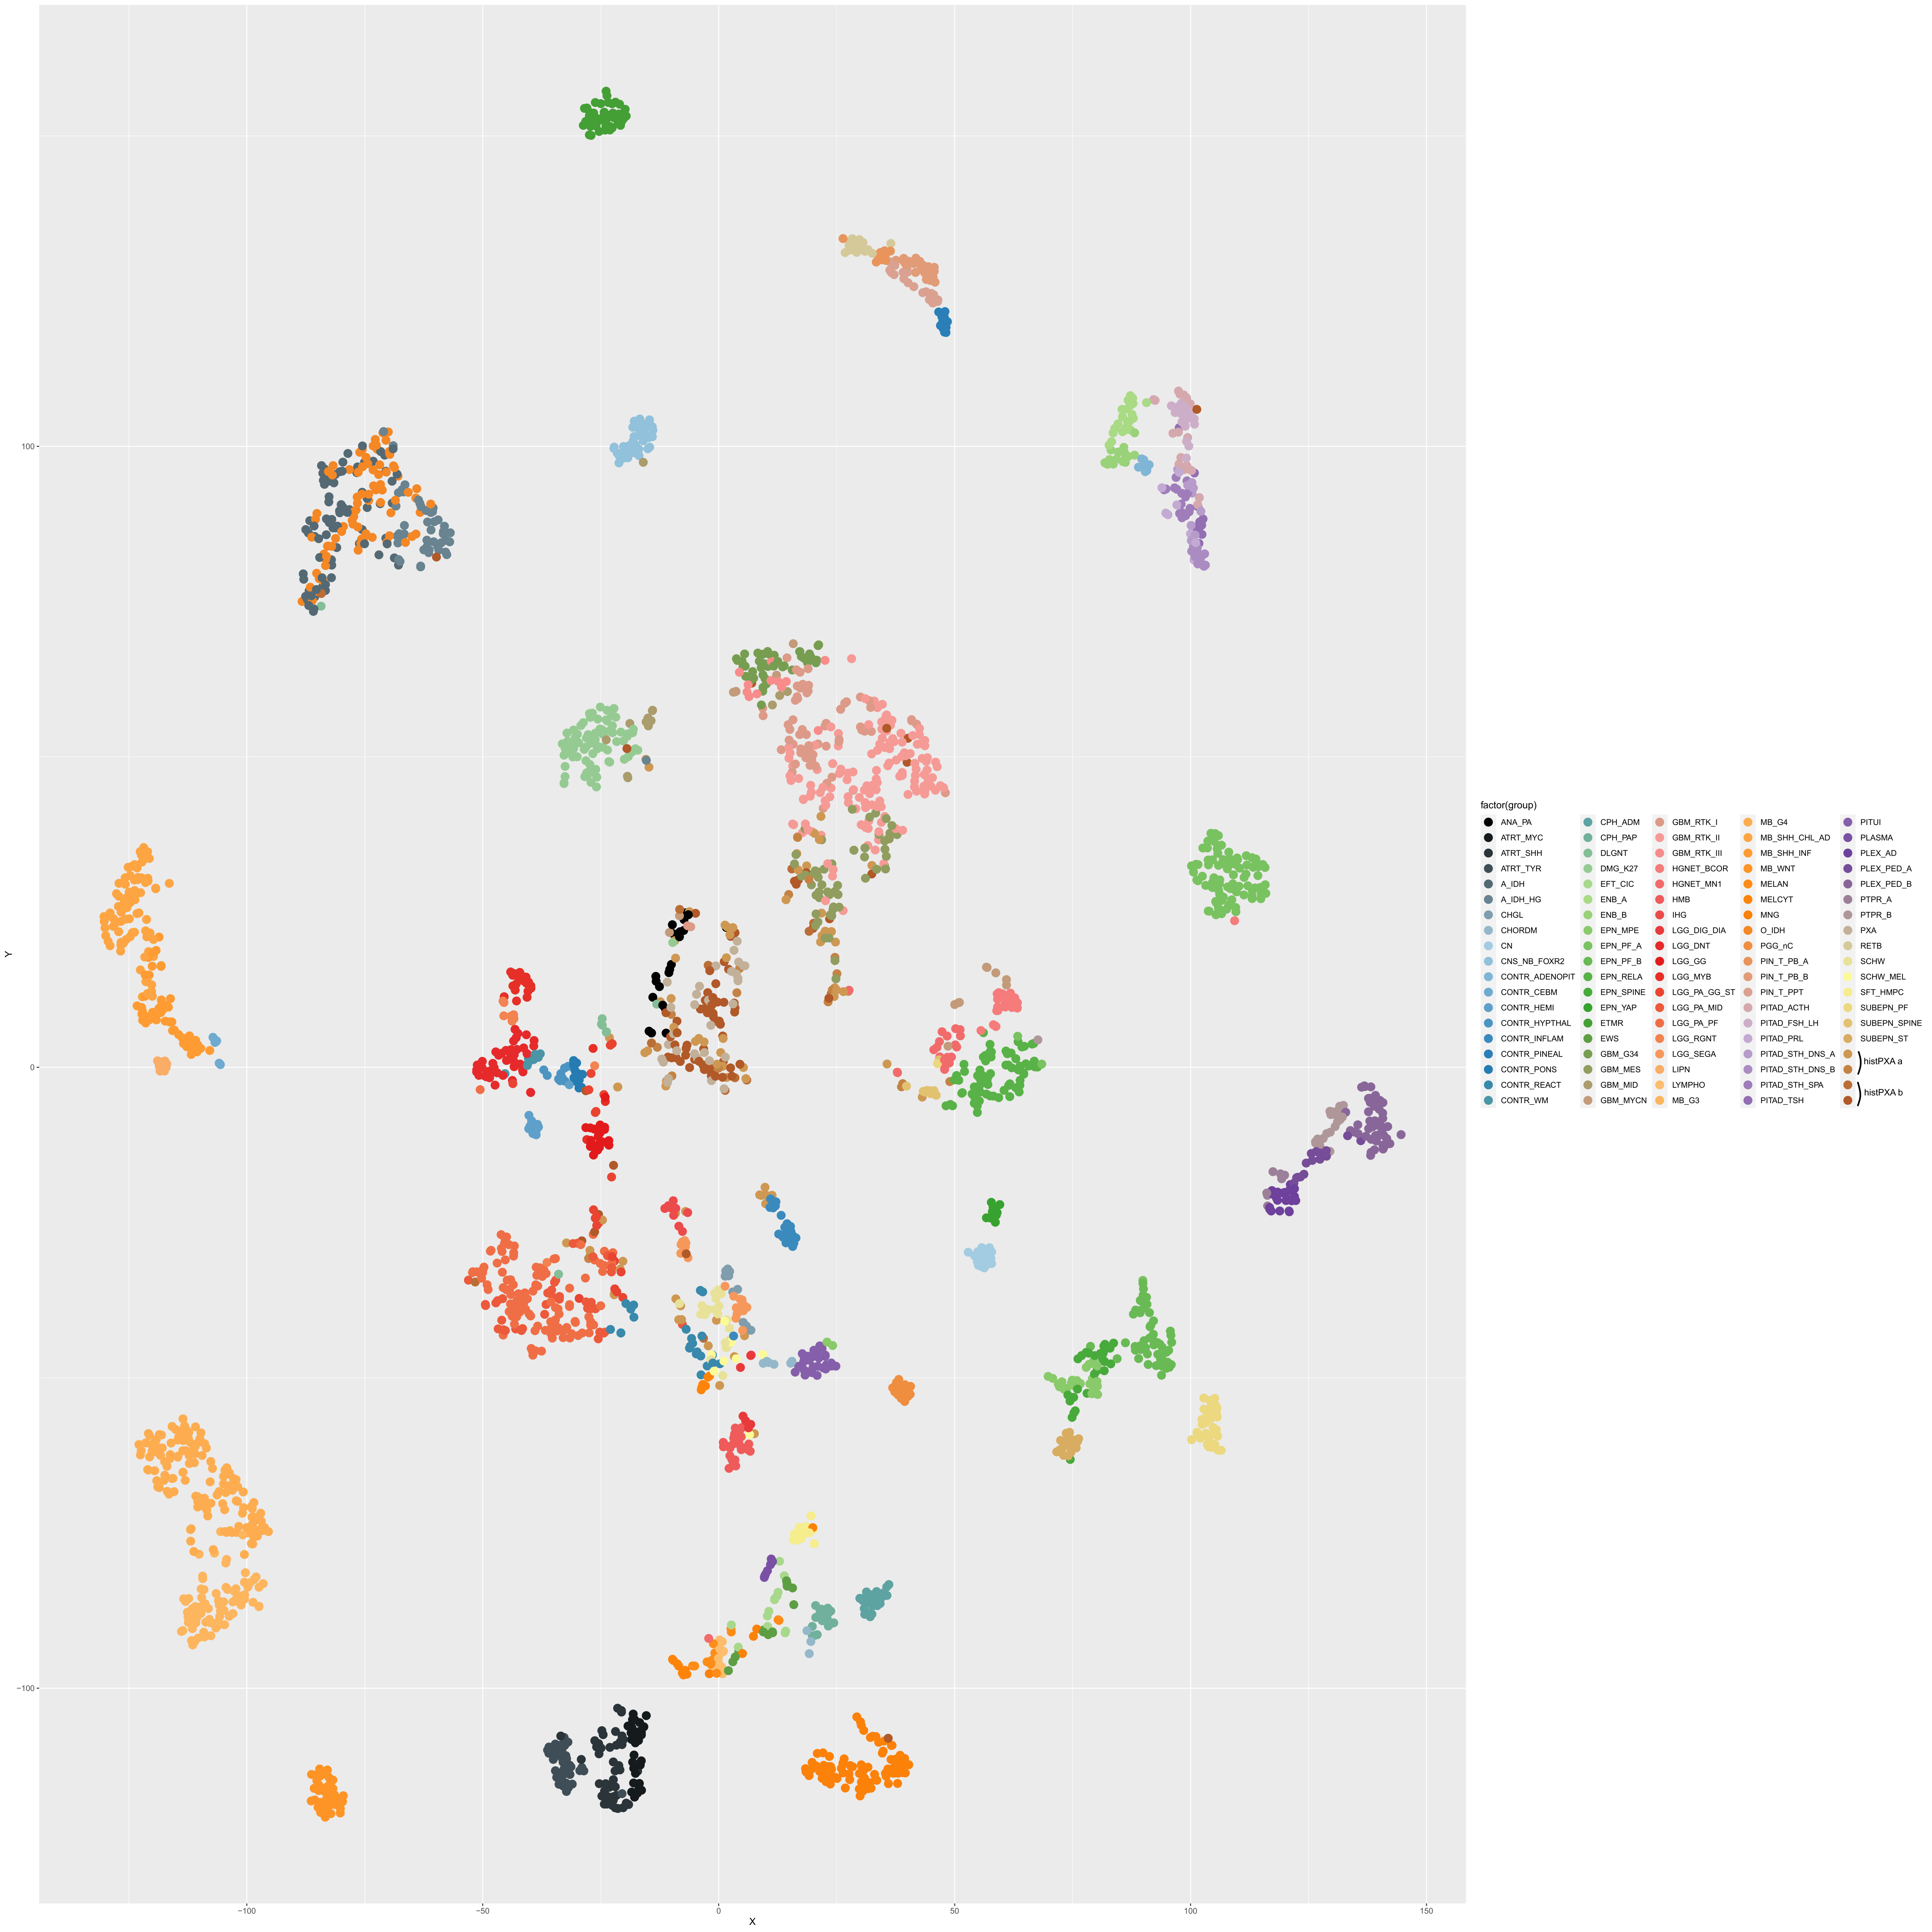 factor(group)
ANA_PA
ATRT_MYC
ATRT_SHH
ATRT_TYR
A_IDH
A_IDH_HG
CHGL
CHORDM
CN
CNS_NB_FOXR2
CONTR_ADENOPIT
CONTR_CEBM
CONTR_HEMI
CONTR_HYPTHAL
CONTR_INFLAM
CONTR_PINEAL
CONTR_PONS
CONTR_REACT
CONTR_WM
CPH_ADM
CPH_PAP
DLGNT
DMG_K27
EFT_CIC
ENB_A
ENB_B
EPN_MPE
EPN_PF_A
EPN_PF_B
EPN_RELA
EPN_SPINE
EPN_YAP
ETMR
EWS
GBM_G34
GBM_MES
GBM_MID
GBM_MYCN
GBM_RTK_I
GBM_RTK_II
GBM_RTK_III
HGNET_BCOR
HGNET_MN1
HMB
IHG
LGG_DIG_DIA
LGG_DNT
LGG_GG
LGG_MYB
LGG_PA_GG_ST
LGG_PA_MID
LGG_PA_PF
LGG_RGNT
LGG_SEGA
LIPN
LYMPHO
MB_G3
MB_G4
MB_SHH_CHL_AD
MB_SHH_INF
MB_WNT
MELAN
MELCYT
MNG
O_IDH
PGG_nC
PIN_T_PB_A
PIN_T_PB_B
PIN_T_PPT
PITAD_ACTH
PITAD_FSH_LH
PITAD_PRL
PITAD_STH_DNS_A
PITAD_STH_DNS_B
PITAD_STH_SPA
PITAD_TSH
PITUI
PLASMA
PLEX_AD
PLEX_PED_A
PLEX_PED_B
PTPR_A
PTPR_B
PXA
RETB
SCHW
SCHW_MEL
SFT_HMPC
SUBEPN_PF
SUBEPN_SPINE
SUBEPN_ST
histPXA a
histPXA b
Y
100
0
−100
−100
−50
0
50
100
150
X